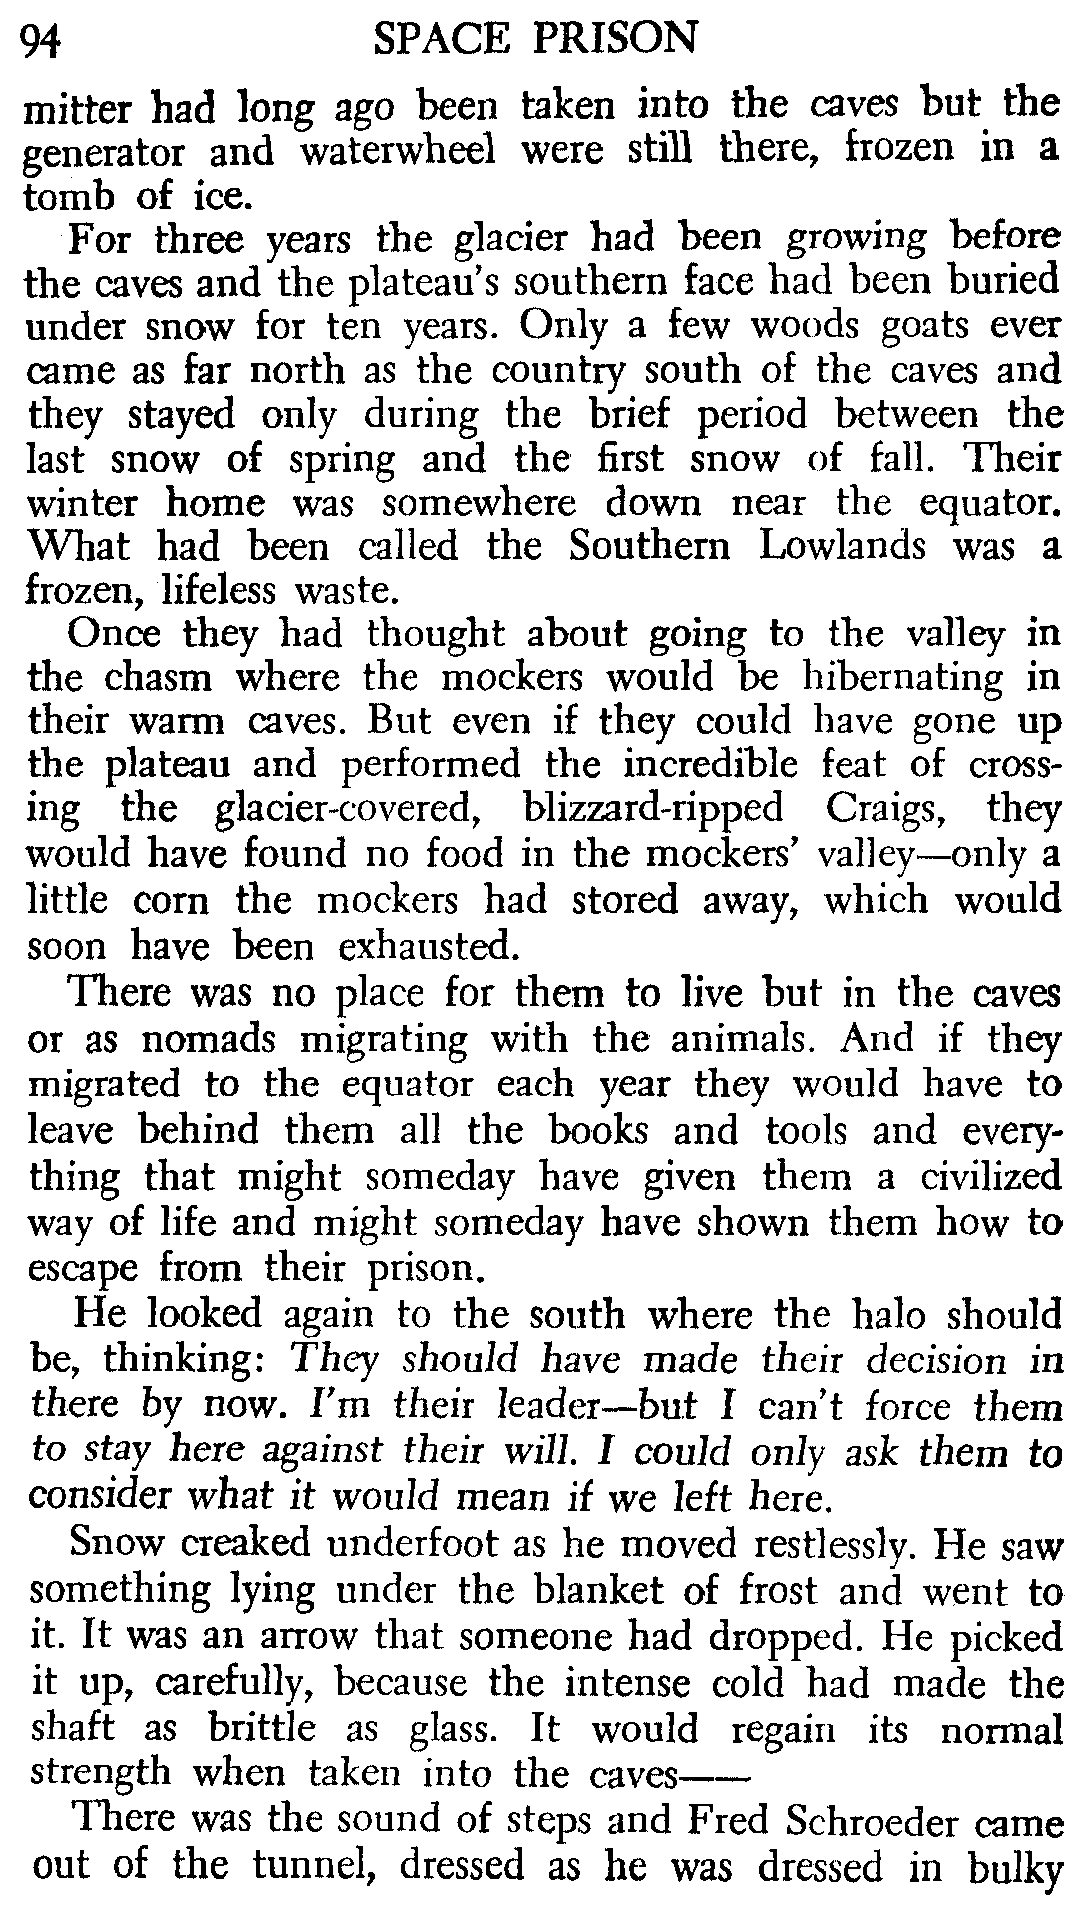 94 SPACE PRISON
mitter had long ago been taken into the caves but the
generator and waterwheel were still there, frozen in a
tomb of ice.
For three years the glacier had been growing before
the caves and the plateau's southern face had been buried
under snow for ten years. Only a few woods goats ever
came as far north as the country south of the caves and
they stayed only during the brief period between the
last snow of spring and the first snow of fall. Their
winter home was somewhere down near the equator.
What had been called the Southern Lowlands was a
frozen, lifeless waste.
Once they had thought about going to the valley in
the chasm where the mockers would be hibernating in
their warm caves. But even if they could have gone up
the plateau and performed the incredible feat of cross-
ing the glacier-covered, blizzard-ripped Craigs, they
would have found no food in the mockers' valley—only a
little corn the mockers had stored away, which would
soon have been exhausted.
There was no place for them to live but in the caves
or as nomads migrating with the animals. And if they
migrated to the equator each year they would have to
leave behind them all the books and tools and every-
thing that might someday have given them a civilized
way of life and might someday have shown them how to
escape from their prison.
He looked again to the south where the halo should
be, thinking: They should have made their decision in
there by now. I'm their leader—but I can't force them
to stay here against their will. I could only ask them to
consider what it would mean if we left here.
Snow creaked underfoot as he moved restlessly. He saw
something lying under the blanket of frost and went to
it. It was an arrow that someone had dropped. He picked
it up, carefully, because the intense cold had made the
shaft as brittle as glass. It would regain its normal
strength when taken into the caves——
There was the sound of steps and Fred Schroeder came
out of the tunnel, dressed as he was dressed in bulky